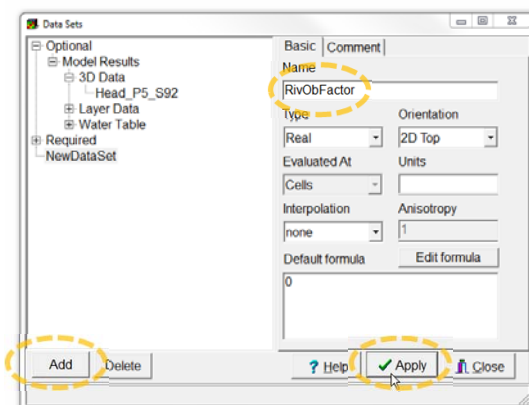 Data Sets
Optional
Model Results
3D Data
Head_P5_S92
Layer Data
Water Table
Required
NewDataSet
Basic Comment
Name
RivObFactor
Type Orientation
Real 2D Top
Evaluated At Units
Cells
Interpolation Anisotropy
none 1
Default formula Edit formula
0
Add Delete ? Help Apply Close